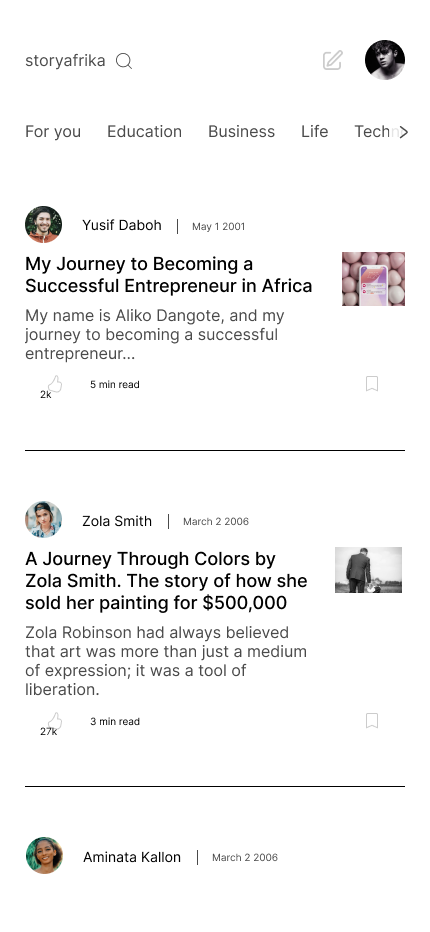 storyafrika
For you Education Business Life Techn
Yusif Daboh | May 1 2001
My Journey to Becoming a
Successful Entrepreneur in Africa
My name is Aliko Dangote, and my
journey to becoming a successful
entrepreneur...
2k 5 min read
Zola Smith | March 2 2006
A Journey Through Colors by
Zola Smith. The story of how she
sold her painting for $500,000
Zola Robinson had always believed
that art was more than just a medium
of expression; it was a tool of
liberation.
27k 3 min read
Aminata Kallon | March 2 2006